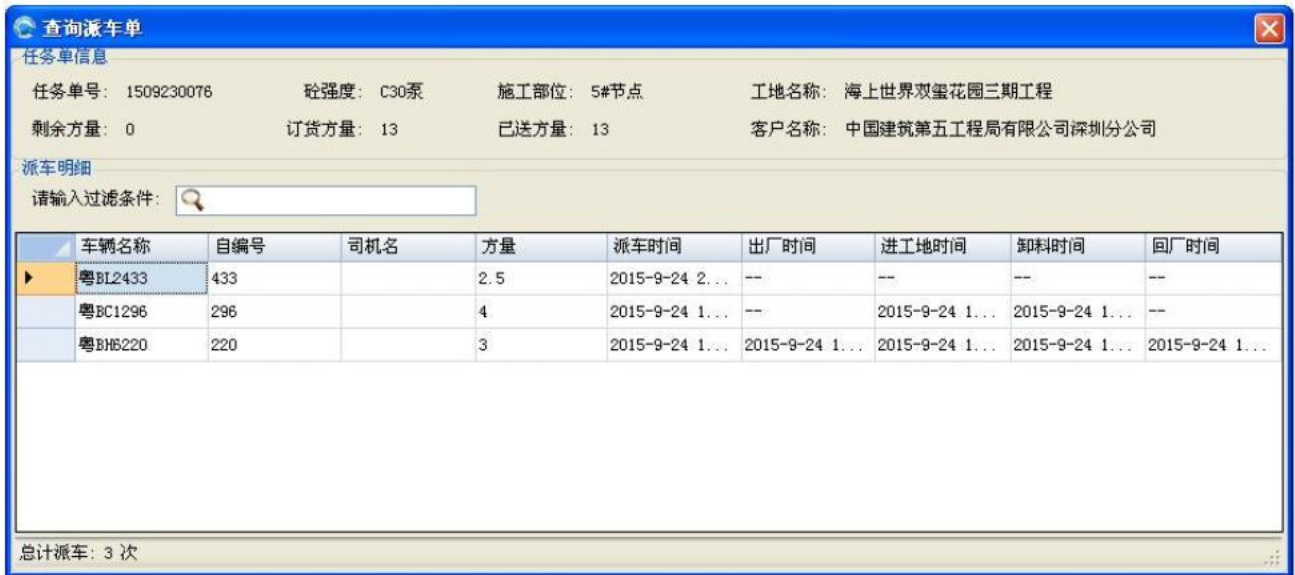 查询派车单
任务单信息
任务单号: 1509230076 砼强度: C30泵 施工部位: 5#节点 工地名称: 海上世界双玺花园三期工程
剩余方量: 0 订货方量: 13 已送方量: 13 客户名称: 中国建筑第五工程局有限公司深圳分公司
派车明细
请输入过滤条件:
车辆名称 自编号 司机名 方量 派车时间 出厂时间 进工地时间 卸料时间 回厂时间
粤BL2433 433 2.5 2015-9-24 2... -- -- -- --
粤BC1296 296 4 2015-9-24 1... -- 2015-9-24 1... 2015-9-24 1... --
粤BH6220 220 3 2015-9-24 1... 2015-9-24 1... 2015-9-24 1... 2015-9-24 1... 2015-9-24 1...
总计派车: 3 次